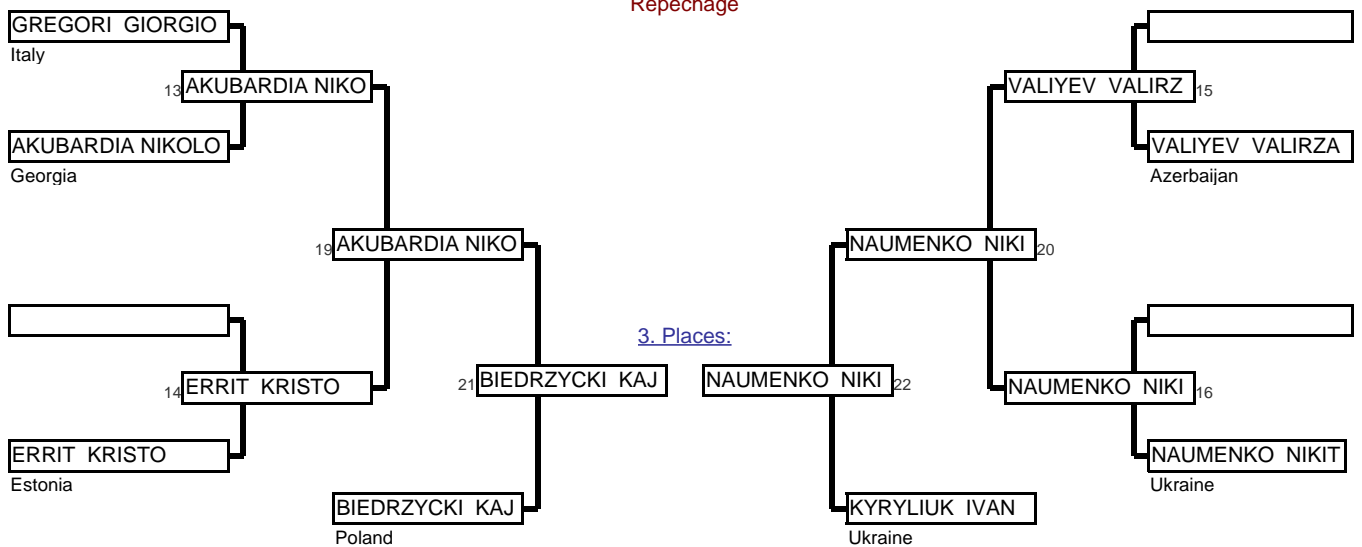 Repechage
GREGORI GIORGIO
Italy
13 AKUBARDIA NIKO
VALIYEV VALIRZ 15
AKUBARDIA NIKOLO
Georgia
VALIYEV VALIRZA
Azerbaijan
19 AKUBARDIA NIKO
NAUMENKO NIKI 20
3. Places:
14 ERRIT KRISTO
21 BIEDRZYCKI KAJ
NAUMENKO NIKI 22
NAUMENKO NIKI 16
ERRIT KRISTO
Estonia
NAUMENKO NIKIT
Ukraine
BIEDRZYCKI KAJ
Poland
KYRYLIUK IVAN
Ukraine